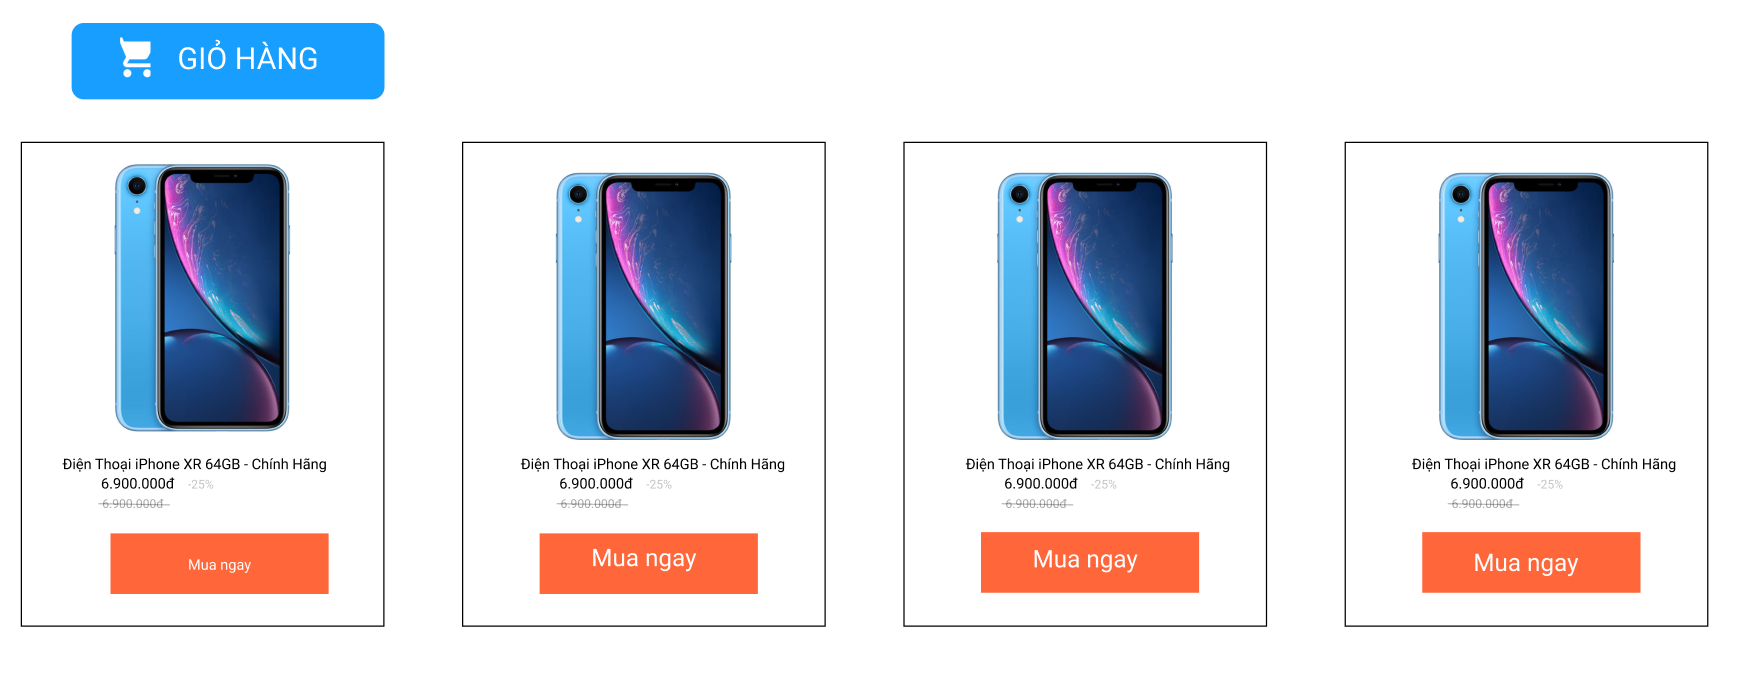 GIỎ HÀNG
Điện Thoại iPhone XR 64GB - Chính Hãng
6.900.000đ -25%
6.900.000đ
Mua ngay
Điện Thoại iPhone XR 64GB - Chính Hãng
6.900.000đ -25%
6.900.000đ
Mua ngay
Điện Thoại iPhone XR 64GB - Chính Hãng
6.900.000đ -25%
6.900.000đ
Mua ngay
Điện Thoại iPhone XR 64GB - Chính Hãng
6.900.000đ -25%
6.900.000đ
Mua ngay